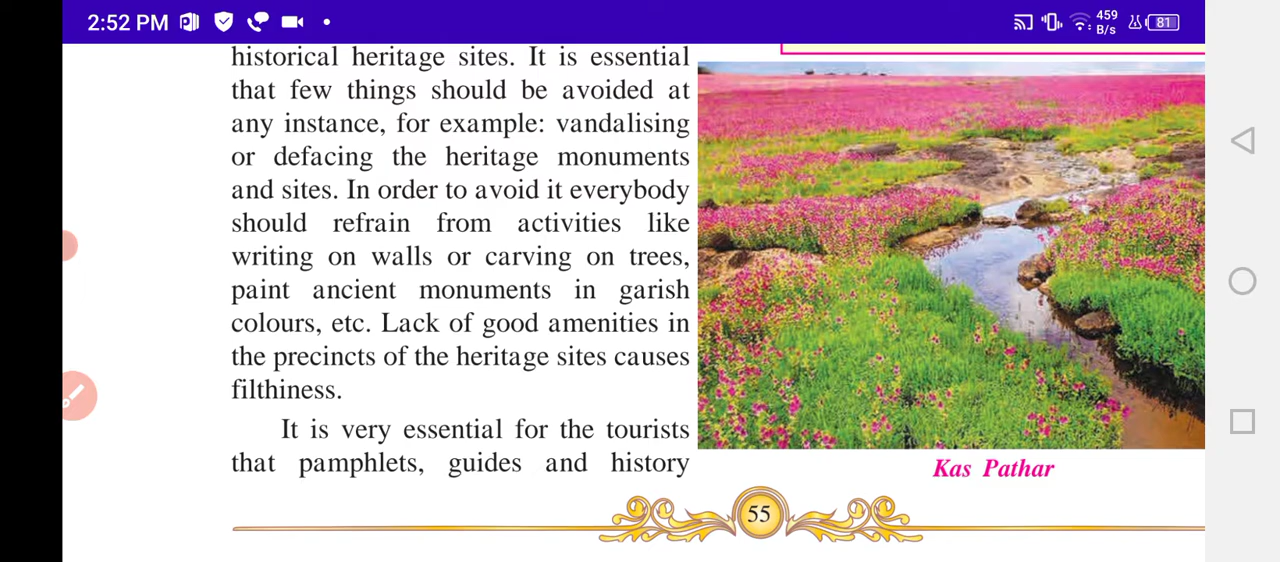 2:52 PM
459
B/s
81
historical heritage sites. It is essential
that few things should be avoided at
any instance, for example: vandalising
or defacing the heritage monuments
and sites. In order to avoid it everybody
should refrain from activities like
writing on walls or carving on trees,
paint ancient monuments in garish
colours, etc. Lack of good amenities in
the precincts of the heritage sites causes
filthiness.
It is very essential for the tourists
that pamphlets, guides and history
Kas Pathar
55